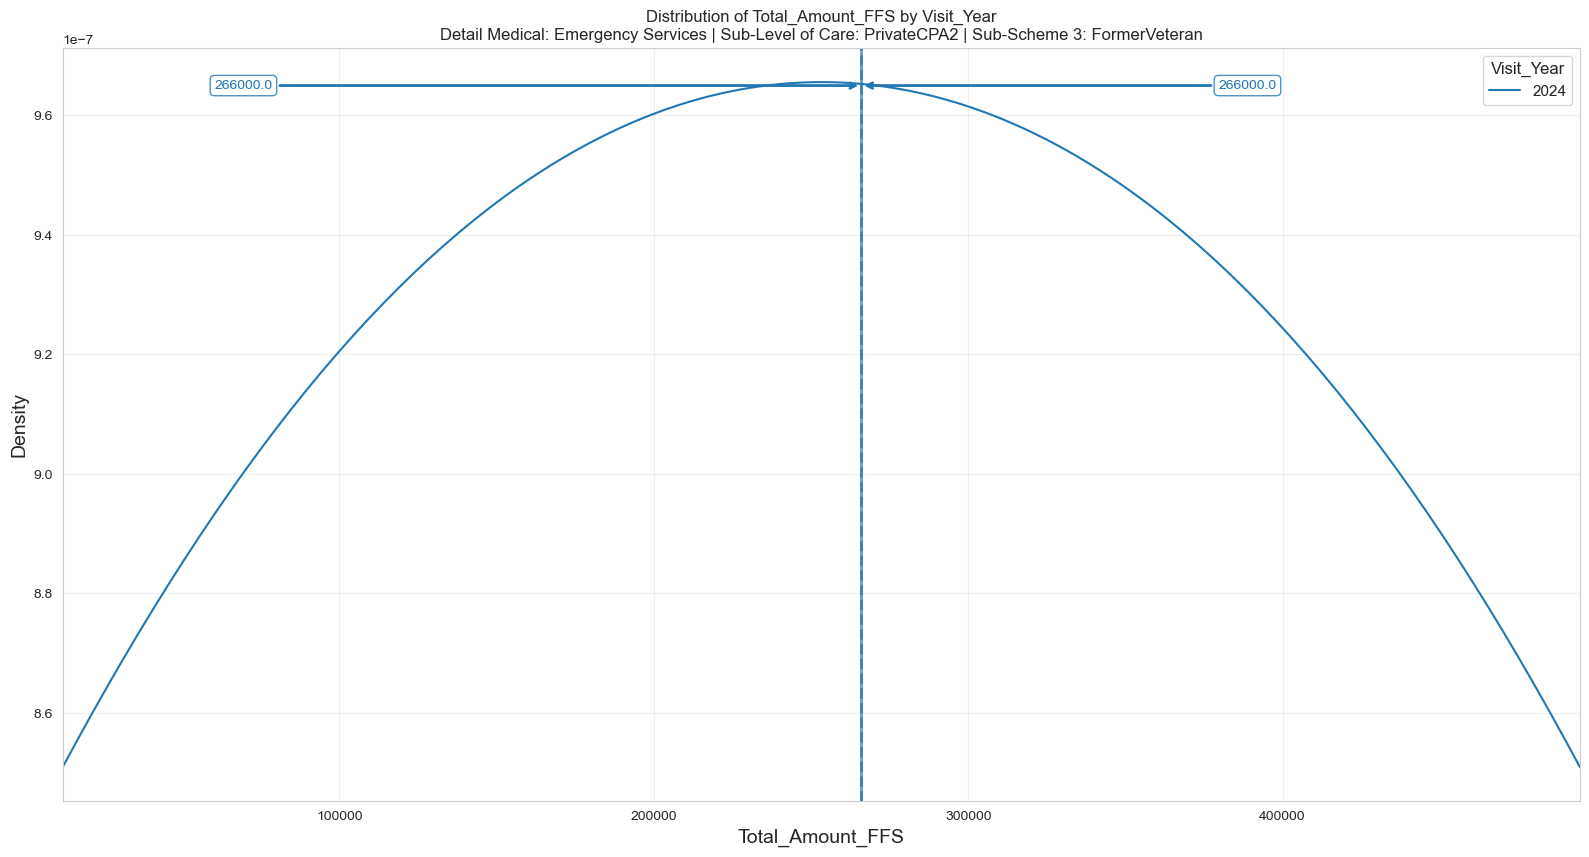 Distribution of Total_Amount_FFS by Visit_Year
Detail Medical: Emergency Services | Sub-Level of Care: PrivateCPA2 | Sub-Scheme 3: FormerVeteran
1e−7
266000.0
266000.0
Visit_Year
2024
9.6
9.4
9.2
9.0
8.8
8.6
Density
100000
200000
300000
400000
Total_Amount_FFS